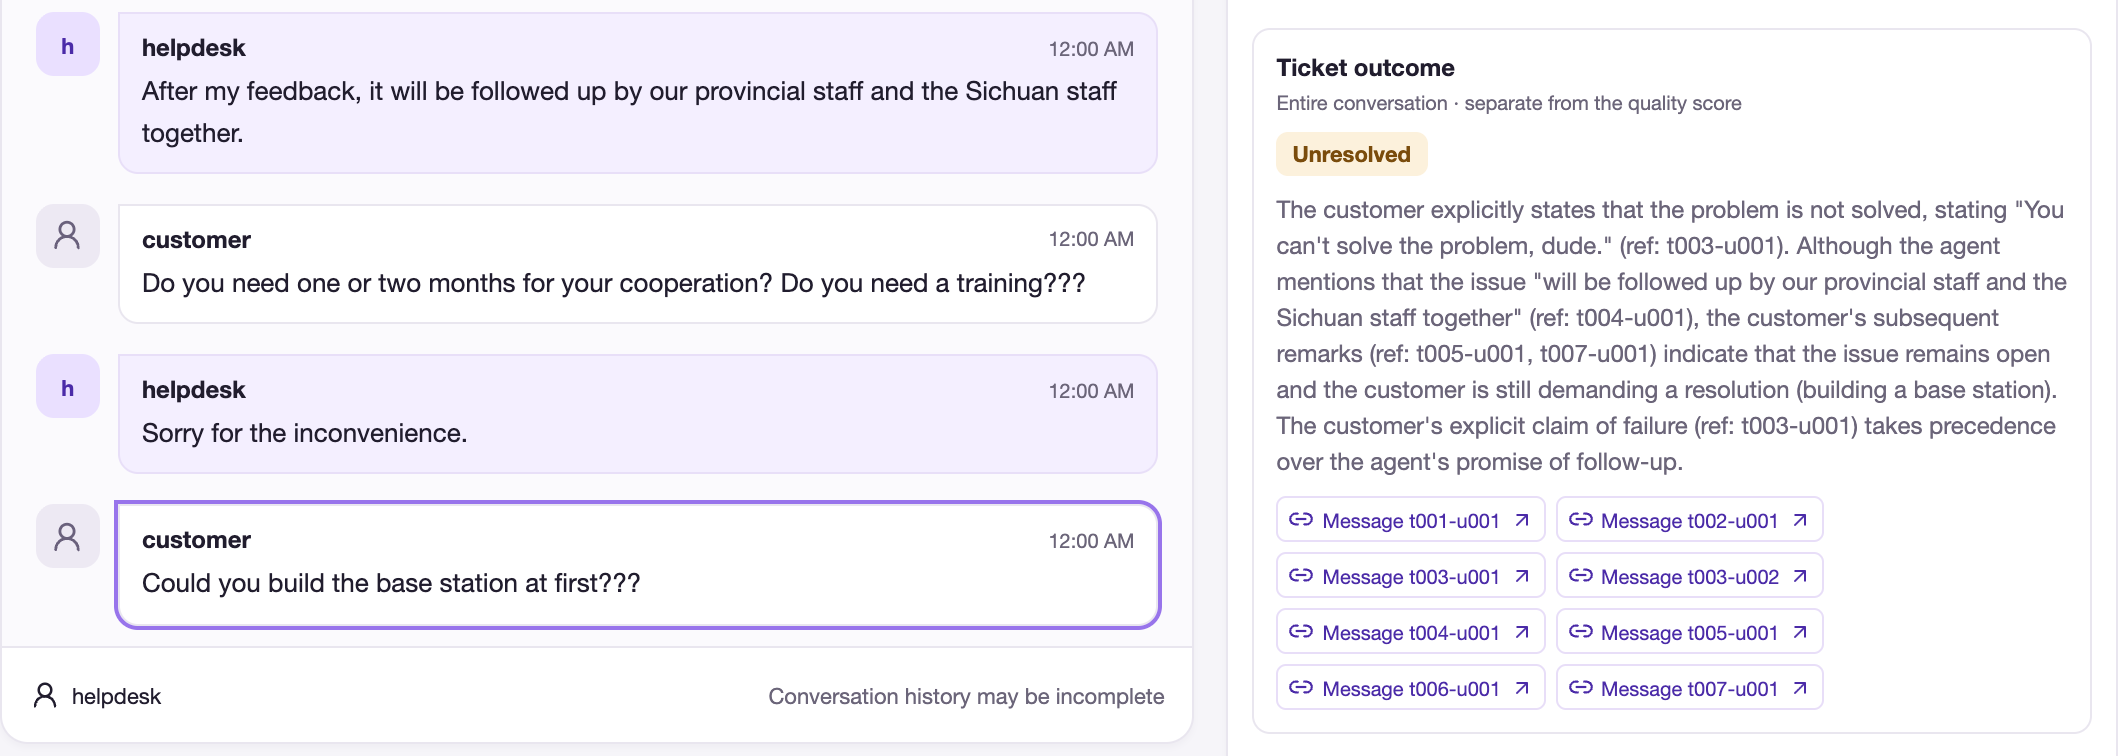 h
helpdesk
12:00 AM
After my feedback, it will be followed up by our provincial staff and the Sichuan staff
together.
customer
12:00 AM
Do you need one or two months for your cooperation? Do you need a training???
h
helpdesk
12:00 AM
Sorry for the inconvenience.
customer
12:00 AM
Could you build the base station at first???
helpdesk
Conversation history may be incomplete
Ticket outcome
Entire conversation · separate from the quality score
Unresolved
The customer explicitly states that the problem is not solved, stating "You
can't solve the problem, dude." (ref: t003-u001). Although the agent
mentions that the issue "will be followed up by our provincial staff and the
Sichuan staff together" (ref: t004-u001), the customer's subsequent
remarks (ref: t005-u001, t007-u001) indicate that the issue remains open
and the customer is still demanding a resolution (building a base station).
The customer's explicit claim of failure (ref: t003-u001) takes precedence
over the agent's promise of follow-up.
Message t001-u001
Message t002-u001
Message t003-u001
Message t003-u002
Message t004-u001
Message t005-u001
Message t006-u001
Message t007-u001